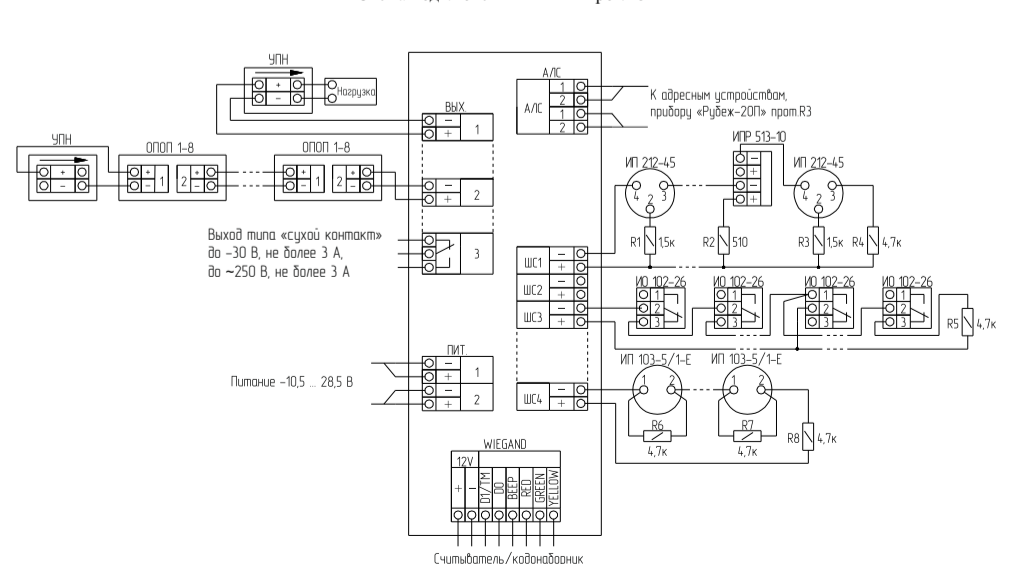 УПН
+
−
Нагрузка
УПН
+
−
ОПОП 1-8
+
−
1
2
+
−
ОПОП 1-8
+
−
1
2
+
−
ВЫХ.
−
+
1
−
+
2
3
Выход типа «сухой контакт»
до −30 В, не более 3 А,
до ~250 В, не более 3 А
ПИТ.
−
+
1
−
+
2
Питание −10,5 ... 28,5 В
АЛС
АЛС
1
2
1
2
К адресным устройствам,
прибору «Рубеж-20П» прот.R3
ШС1
−
+
ШС2
−
+
ШС3
−
+
ШС4
−
+
ИП 212-45
4
3
2
ИПР 513-10
−
+
−
+
ИП 212-45
4
3
2
R1
1,5к
R2
510
R3
1,5к
R4
4,7к
ИО 102-26
1
2
3
ИО 102-26
1
2
3
ИО 102-26
1
2
3
ИО 102-26
1
2
3
R5
4,7к
ИП 103-5/1-Е
1
2
ИП 103-5/1-Е
1
2
R6
4,7к
R7
4,7к
R8
4,7к
WIEGAND
12V
+
−
D1/TM
D0
BEEP
RED
GREEN
YELLOW
Считыватель/кодонаборник